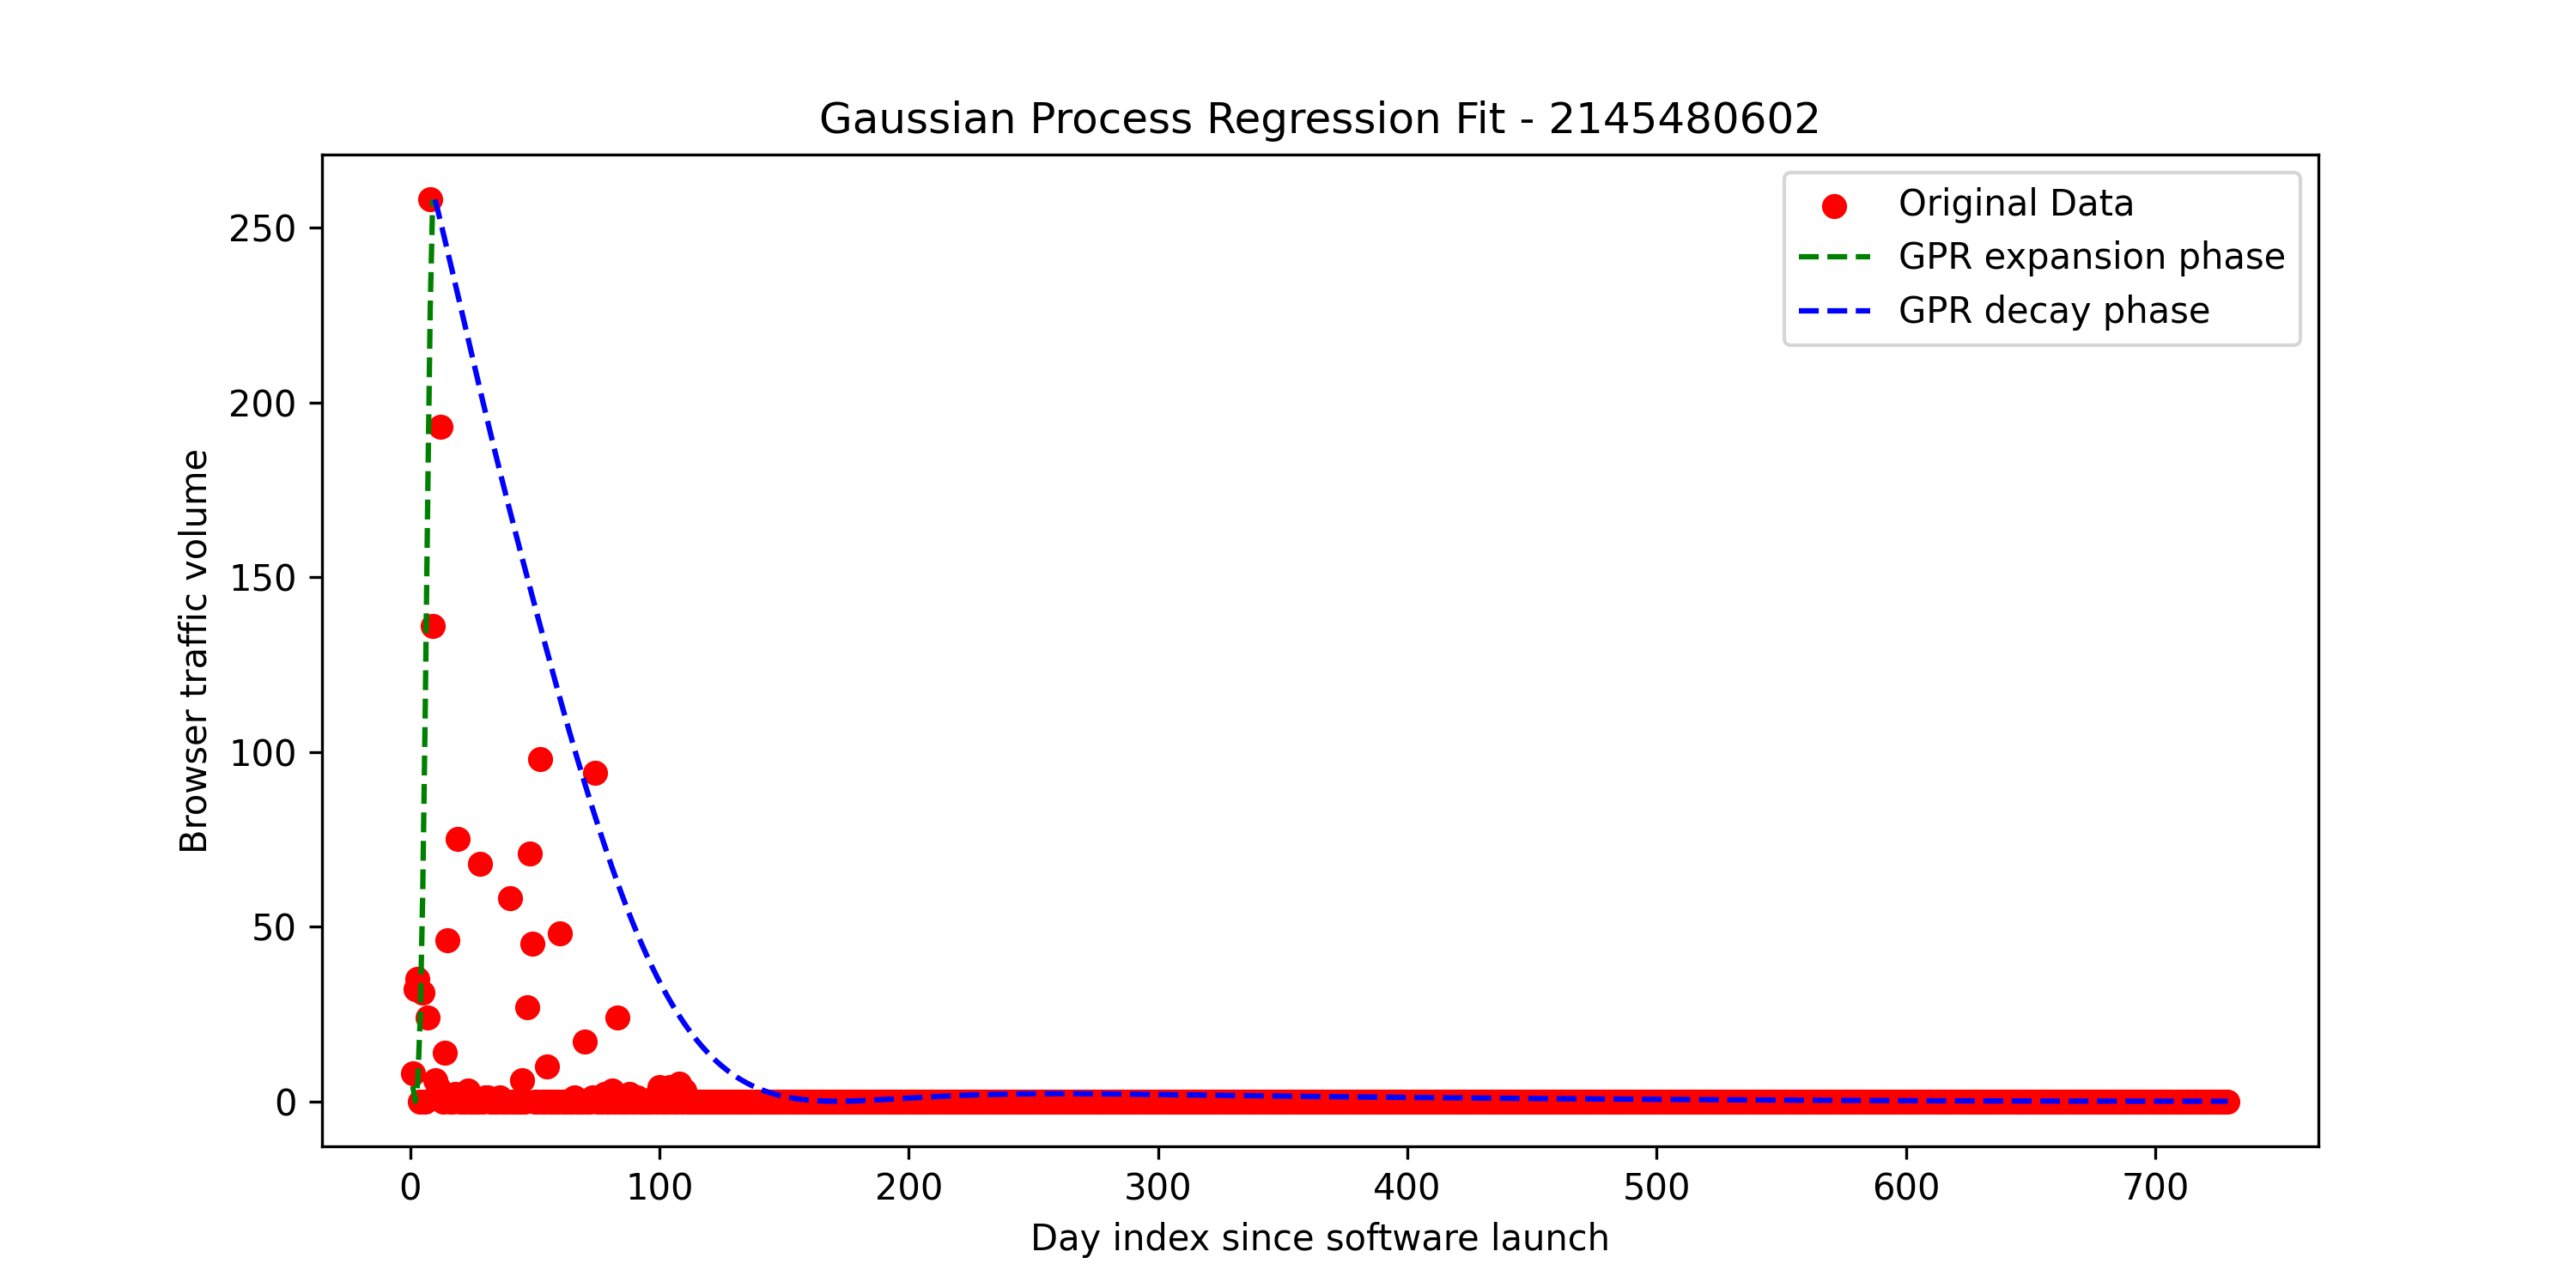 Gaussian Process Regression Fit - 2145480602
Original Data
GPR expansion phase
GPR decay phase
Browser traffic volume
250
200
150
100
50
0
0 100 200 300 400 500 600 700
Day index since software launch